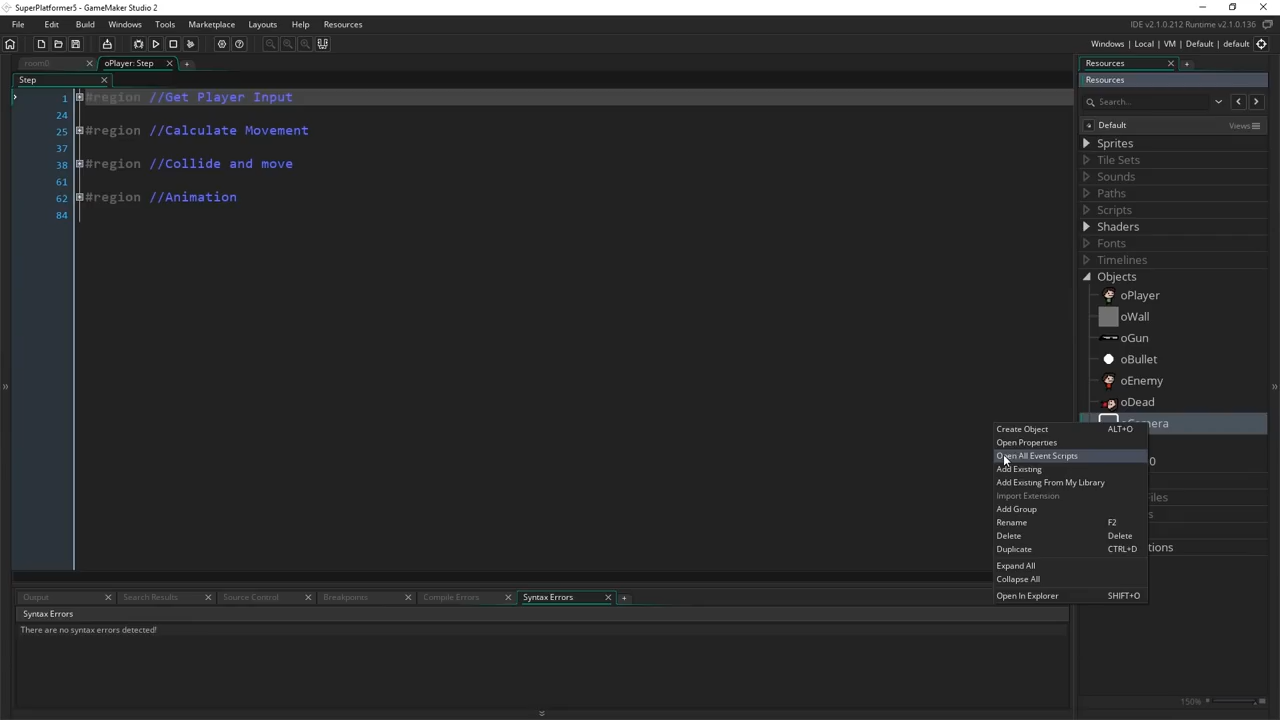 SuperPlatformer5 - GameMaker Studio 2
File Edit Build Windows Tools Marketplace Layouts Help Resources
IDE v2.1.0.212 Runtime v2.1.0.136
Windows | Local | VM | Default | default
room0
oPlayer: Step
Resources
Step
Resources
1 #region //Get Player Input
Search...
24
Default
Views
25 #region //Calculate Movement
Sprites
37
Tile Sets
38 #region //Collide and move
Sounds
61
Paths
62 #region //Animation
Scripts
84
Shaders
Fonts
Timelines
Objects
oPlayer
oWall
oGun
oBullet
oEnemy
oDead
Create Object ALT+O
Open Properties
Open All Event Scripts
Add Existing
Add Existing From My Library
Import Extension
Add Group
Rename F2
Delete Delete
Duplicate CTRL+D
Expand All
Collapse All
Open In Explorer SHIFT+O
Output
Search Results
Source Control
Breakpoints
Compile Errors
Syntax Errors
Syntax Errors
There are no syntax errors detected!
150%